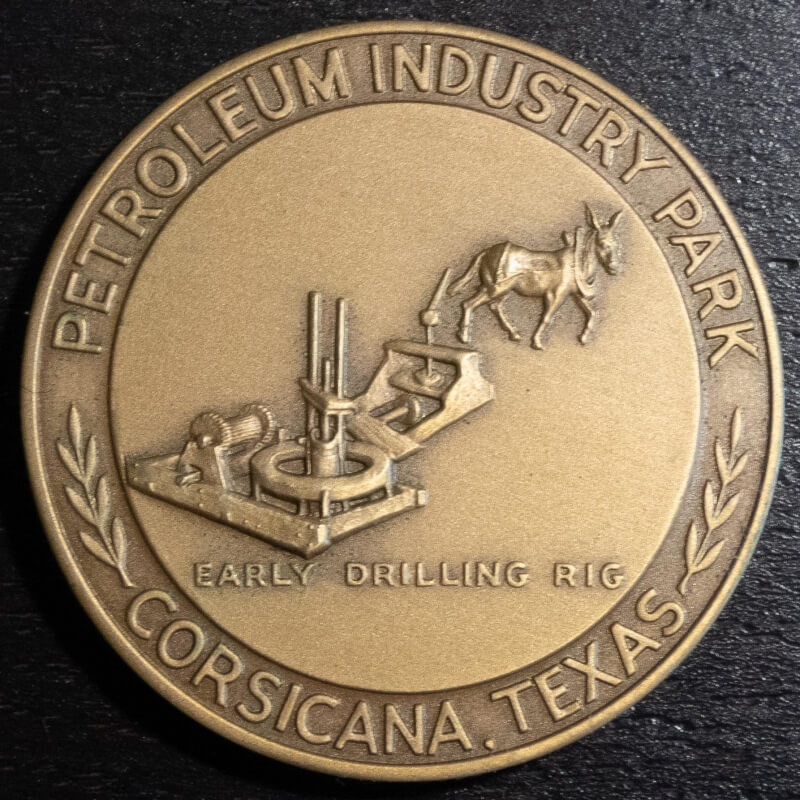 PETROLEUM INDUSTRY PARK
EARLY DRILLING RIG
CORSICANA, TEXAS